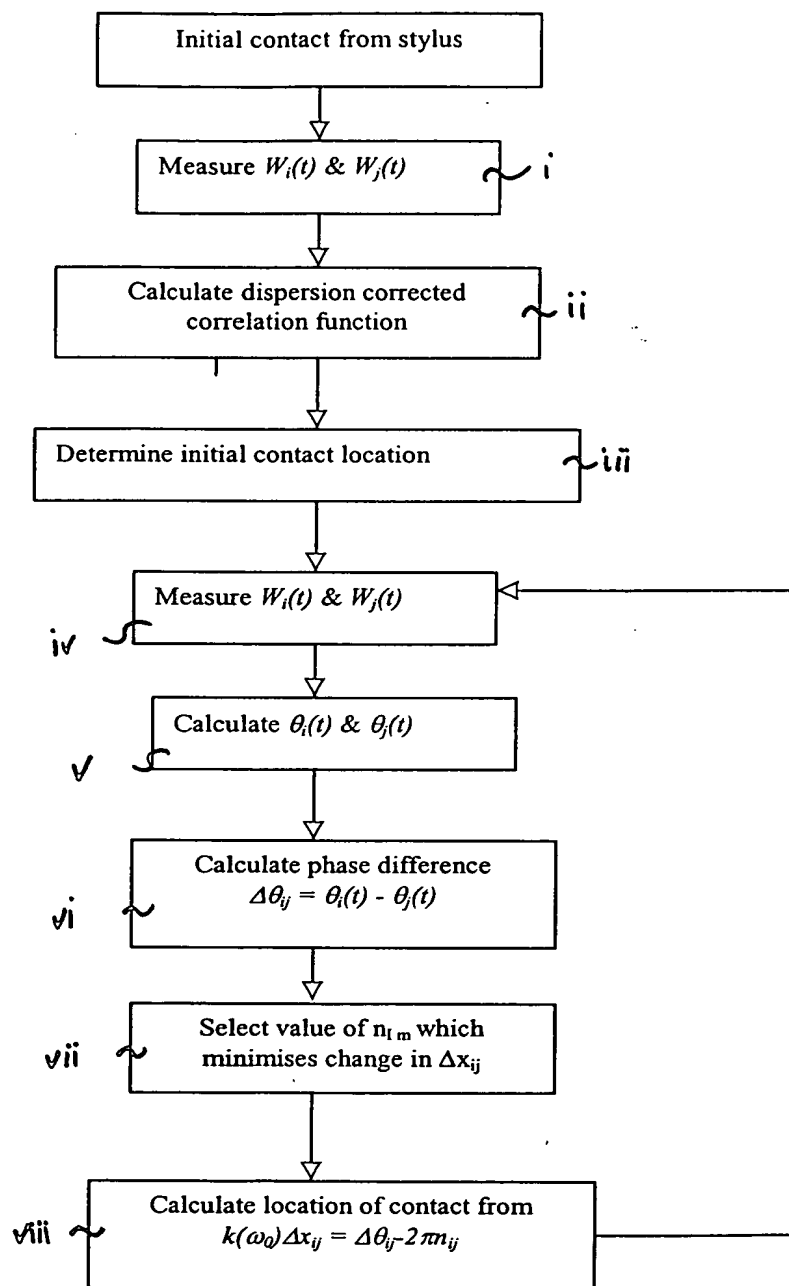 Initial contact from stylus
Measure Wi(t) & Wj(t)
i
Calculate dispersion corrected
correlation function
ii
Determine initial contact location
iii
Measure Wi(t) & Wj(t)
iv
Calculate θi(t) & θj(t)
v
Calculate phase difference
Δθij = θi(t) - θj(t)
vi
Select value of nI m which
minimises change in Δxij
vii
Calculate location of contact from
k(ω0)Δxij = Δθij-2πnij
viii